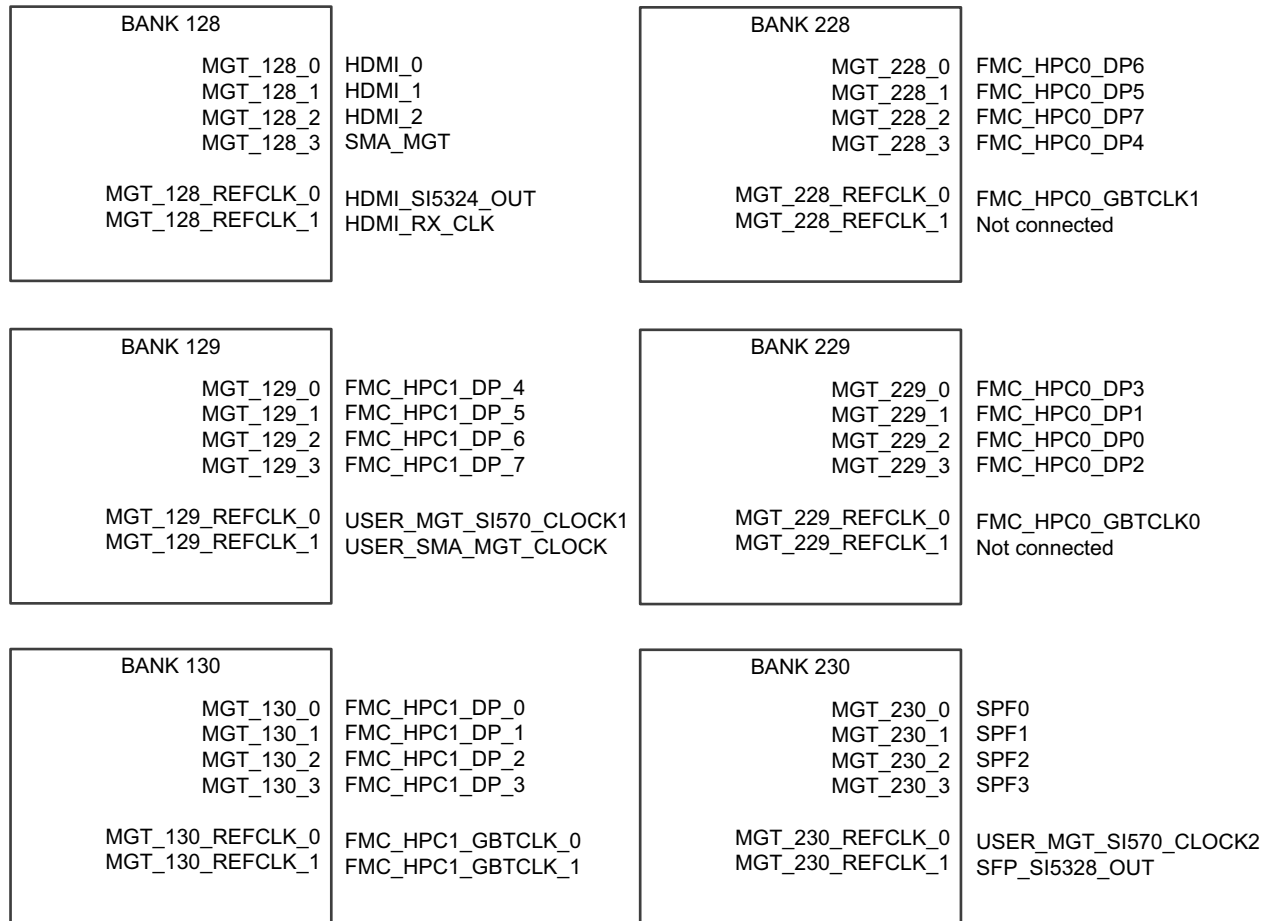 BANK 128
MGT_128_0 HDMI_0
MGT_128_1 HDMI_1
MGT_128_2 HDMI_2
MGT_128_3 SMA_MGT
MGT_128_REFCLK_0 HDMI_SI5324_OUT
MGT_128_REFCLK_1 HDMI_RX_CLK
BANK 228
MGT_228_0 FMC_HPC0_DP6
MGT_228_1 FMC_HPC0_DP5
MGT_228_2 FMC_HPC0_DP7
MGT_228_3 FMC_HPC0_DP4
MGT_228_REFCLK_0 FMC_HPC0_GBTCLK1
MGT_228_REFCLK_1 Not connected
BANK 129
MGT_129_0 FMC_HPC1_DP_4
MGT_129_1 FMC_HPC1_DP_5
MGT_129_2 FMC_HPC1_DP_6
MGT_129_3 FMC_HPC1_DP_7
MGT_129_REFCLK_0 USER_MGT_SI570_CLOCK1
MGT_129_REFCLK_1 USER_SMA_MGT_CLOCK
BANK 229
MGT_229_0 FMC_HPC0_DP3
MGT_229_1 FMC_HPC0_DP1
MGT_229_2 FMC_HPC0_DP0
MGT_229_3 FMC_HPC0_DP2
MGT_229_REFCLK_0 FMC_HPC0_GBTCLK0
MGT_229_REFCLK_1 Not connected
BANK 130
MGT_130_0 FMC_HPC1_DP_0
MGT_130_1 FMC_HPC1_DP_1
MGT_130_2 FMC_HPC1_DP_2
MGT_130_3 FMC_HPC1_DP_3
MGT_130_REFCLK_0 FMC_HPC1_GBTCLK_0
MGT_130_REFCLK_1 FMC_HPC1_GBTCLK_1
BANK 230
MGT_230_0 SPF0
MGT_230_1 SPF1
MGT_230_2 SPF2
MGT_230_3 SPF3
MGT_230_REFCLK_0 USER_MGT_SI570_CLOCK2
MGT_230_REFCLK_1 SFP_SI5328_OUT